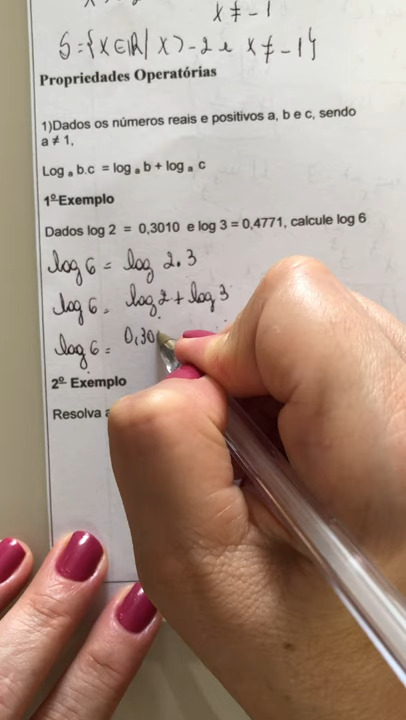 x ≠ -1
S = {x ∈ IR / x > -2 e x ≠ -1}
Propriedades Operatórias
1)Dados os números reais e positivos a, b e c, sendo
a ≠ 1,
Log a b.c = log a b + log a c
1º Exemplo
Dados log 2 = 0,3010 e log 3 = 0,4771, calcule log 6
log 6 = log 2.3
log 6 = log 2 + log 3
log 6 = 0,30
2º Exemplo
Resolva